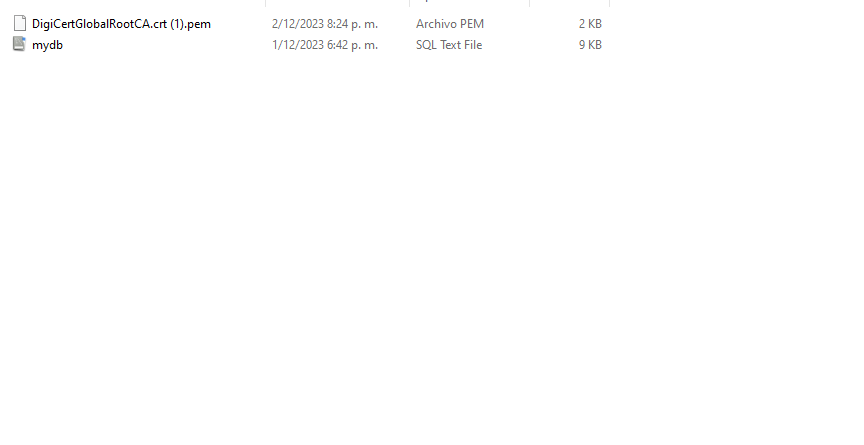 DigiCertGlobalRootCA.crt (1).pem 2/12/2023 8:24 p. m. Archivo PEM 2 KB
mydb 1/12/2023 6:42 p. m. SQL Text File 9 KB